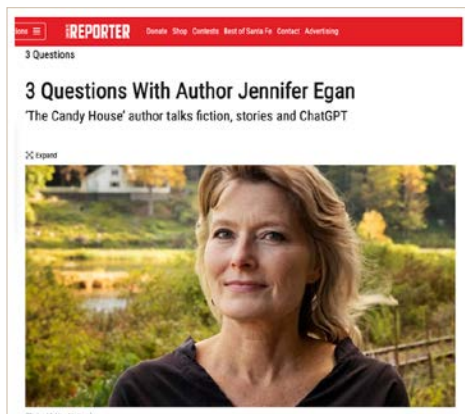 ions
REPORTER Donate Shop Contests Best of Santa Fe Contact Advertising
3 Questions
3 Questions With Author Jennifer Egan
'The Candy House' author talks fiction, stories and ChatGPT
Expand